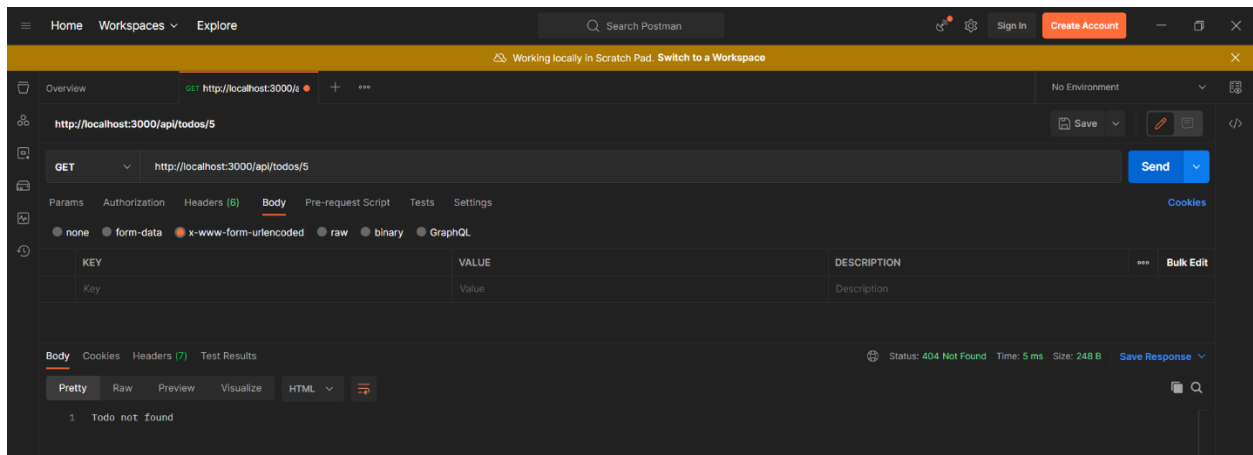 Home Workspaces Explore Search Postman Sign In Create Account
Working locally in Scratch Pad. Switch to a Workspace
Overview GET http://localhost:3000/a No Environment
http://localhost:3000/api/todos/5 Save
GET http://localhost:3000/api/todos/5 Send
Params Authorization Headers (6) Body Pre-request Script Tests Settings Cookies
none form-data x-www-form-urlencoded raw binary GraphQL
KEY VALUE DESCRIPTION Bulk Edit
Key Value Description
Body Cookies Headers (7) Test Results Status: 404 Not Found Time: 5 ms Size: 248 B Save Response
Pretty Raw Preview Visualize HTML
1 Todo not found